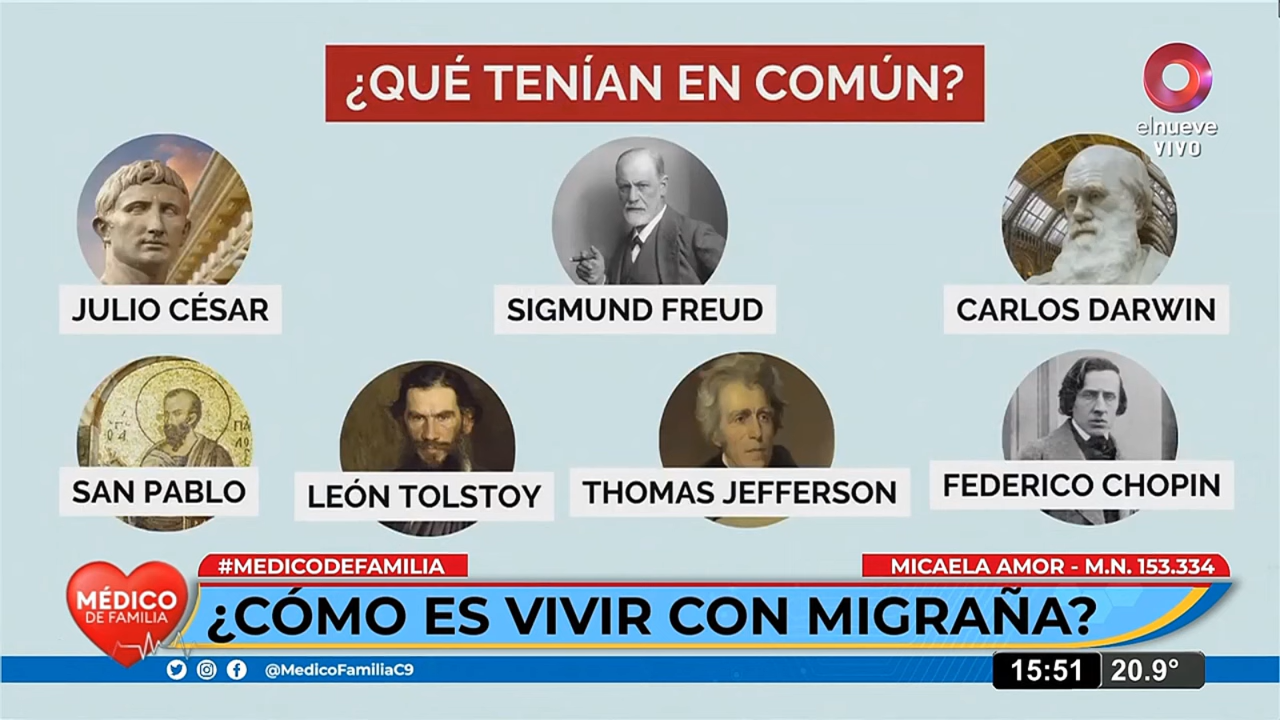 ¿QUÉ TENÍAN EN COMÚN?
elnueve
VIVO
JULIO CÉSAR
SIGMUND FREUD
CARLOS DARWIN
SAN PABLO
LEÓN TOLSTOY
THOMAS JEFFERSON
FEDERICO CHOPIN
#MEDICODEFAMILIA
MICAELA AMOR - M.N. 153.334
MÉDICO
DE FAMILIA
¿CÓMO ES VIVIR CON MIGRAÑA?
@MedicoFamiliaC9
15:51 20.9°